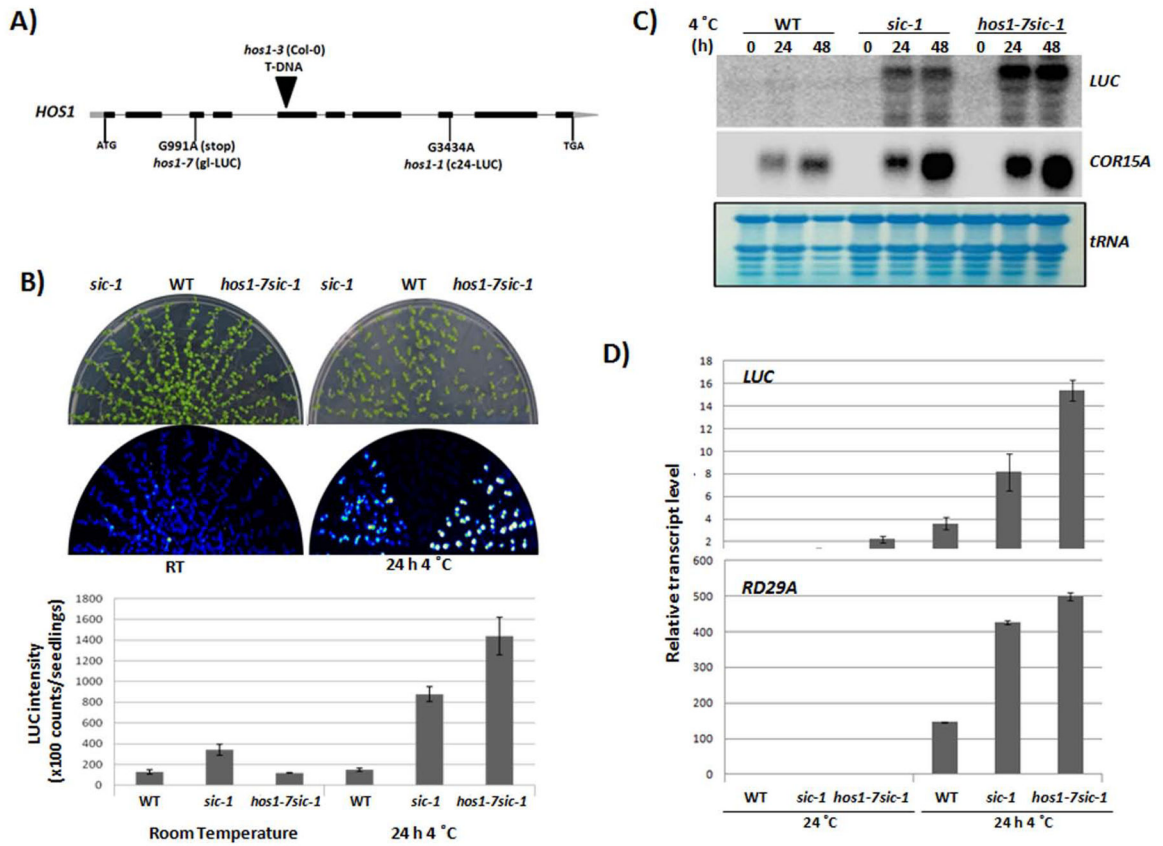 A)
hos1-3 (Col-0)
T-DNA
HOS1
ATG
G991A (stop)
hos1-7 (gl-LUC)
G3434A
hos1-1 (c24-LUC)
TGA
B)
sic-1 WT hos1-7sic-1 sic-1 WT hos1-7sic-1
RT
24 h 4 ˚C
LUC intensity
(x100 counts/seedlings)
1800
1600
1400
1200
1000
800
600
400
200
0
WT sic-1 hos1-7sic-1 WT sic-1 hos1-7sic-1
Room Temperature 24 h 4 ˚C
C)
4 ˚C WT sic-1 hos1-7sic-1
(h) 0 24 48 0 24 48 0 24 48
LUC
COR15A
tRNA
D)
Relative transcript level
18
16
14
12
10
8
6
4
2
LUC
600
500
400
300
200
100
0
RD29A
WT sic-1 hos1-7sic-1 WT sic-1 hos1-7sic-1
24 ˚C 24 h 4 ˚C